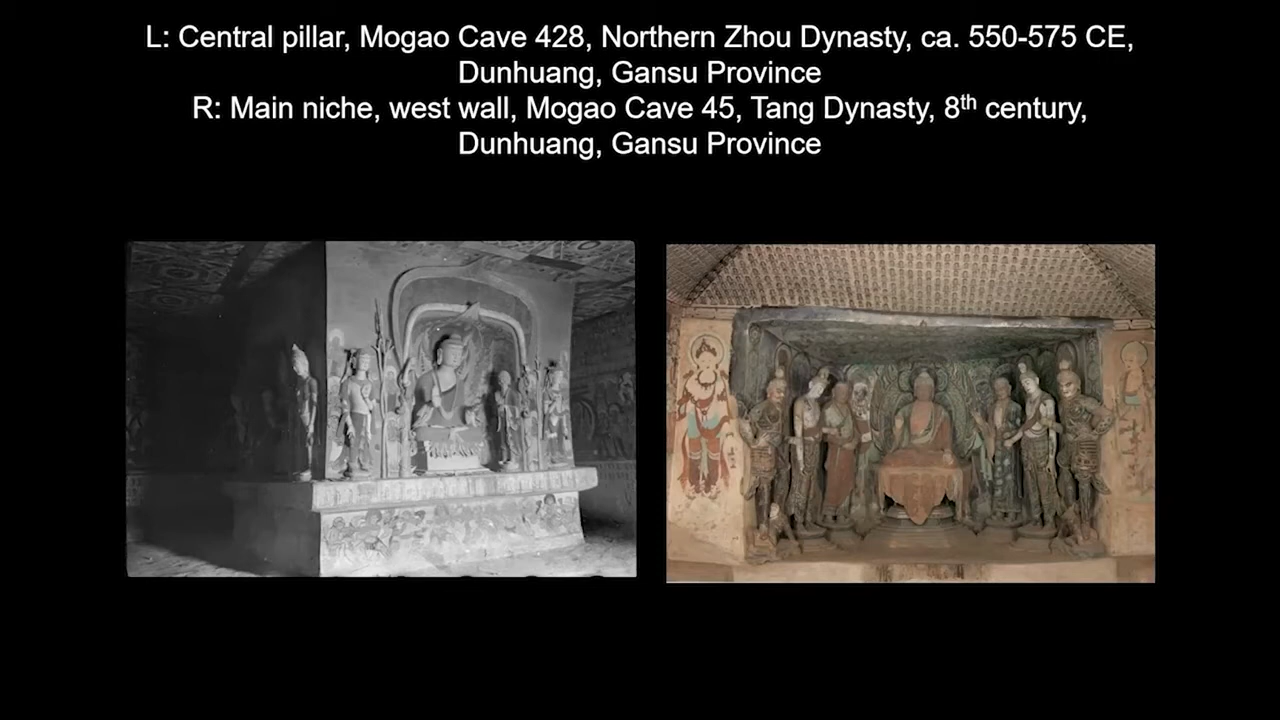 L: Central pillar, Mogao Cave 428, Northern Zhou Dynasty, ca. 550-575 CE,
Dunhuang, Gansu Province
R: Main niche, west wall, Mogao Cave 45, Tang Dynasty, 8th century,
Dunhuang, Gansu Province